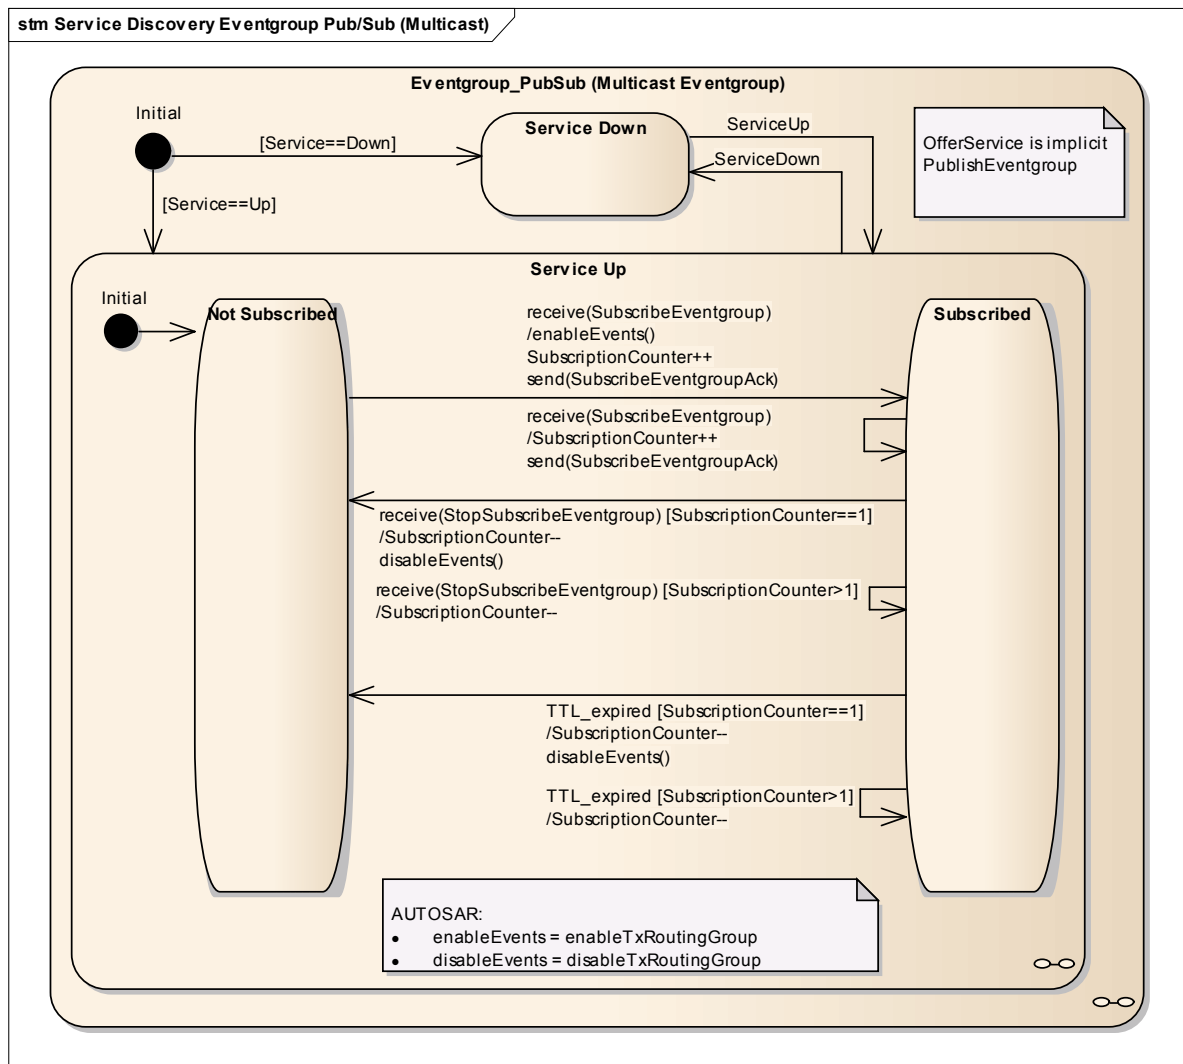 stm Service Discovery Eventgroup Pub/Sub (Multicast)
Eventgroup_PubSub (Multicast Eventgroup)
Initial
[Service==Down]
[Service==Up]
Service Down
ServiceUp
ServiceDown
OfferService is implicit
PublishEventgroup
Service Up
Initial
Not Subscribed
Subscribed
receive(SubscribeEventgroup)
/enableEvents()
SubscriptionCounter++
send(SubscribeEventgroupAck)
receive(SubscribeEventgroup)
/SubscriptionCounter++
send(SubscribeEventgroupAck)
receive(StopSubscribeEventgroup) [SubscriptionCounter==1]
/SubscriptionCounter--
disableEvents()
receive(StopSubscribeEventgroup) [SubscriptionCounter>1]
/SubscriptionCounter--
TTL_expired [SubscriptionCounter==1]
/SubscriptionCounter--
disableEvents()
TTL_expired [SubscriptionCounter>1]
/SubscriptionCounter--
AUTOSAR:
• enableEvents = enableTxRoutingGroup
• disableEvents = disableTxRoutingGroup